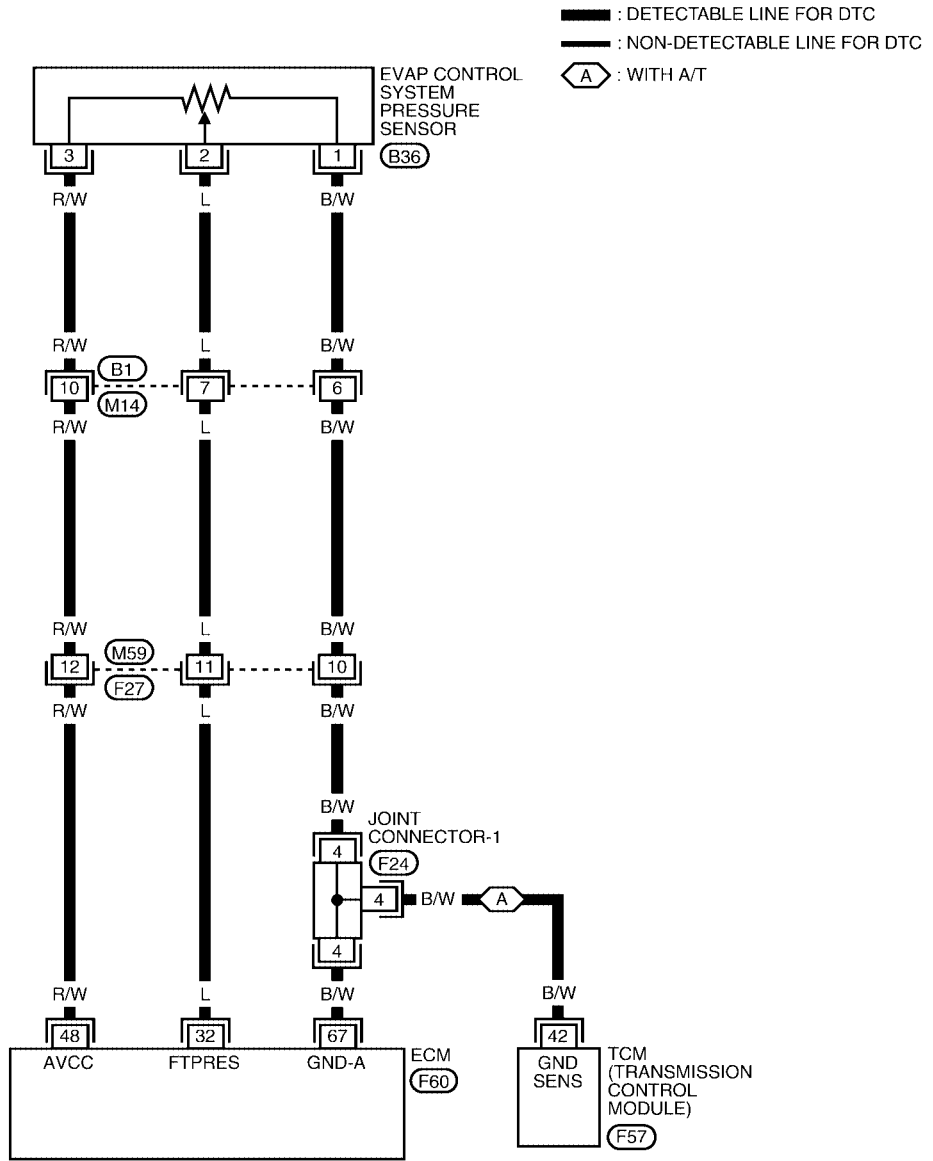 : DETECTABLE LINE FOR DTC
: NON-DETECTABLE LINE FOR DTC
A : WITH A/T
EVAP CONTROL
SYSTEM
PRESSURE
SENSOR
3 2 1 B36
R/W L B/W
R/W L B/W
B1
10 7 6
M14
R/W L B/W
R/W L B/W
M59
12 11 10
F27
R/W L B/W
B/W
JOINT
CONNECTOR-1
4
F24
4 B/W A
4
R/W L B/W B/W
48 32 67 42
AVCC FTPRES GND-A
ECM
F60
GND
SENS
TCM
(TRANSMISSION
CONTROL
MODULE)
F57